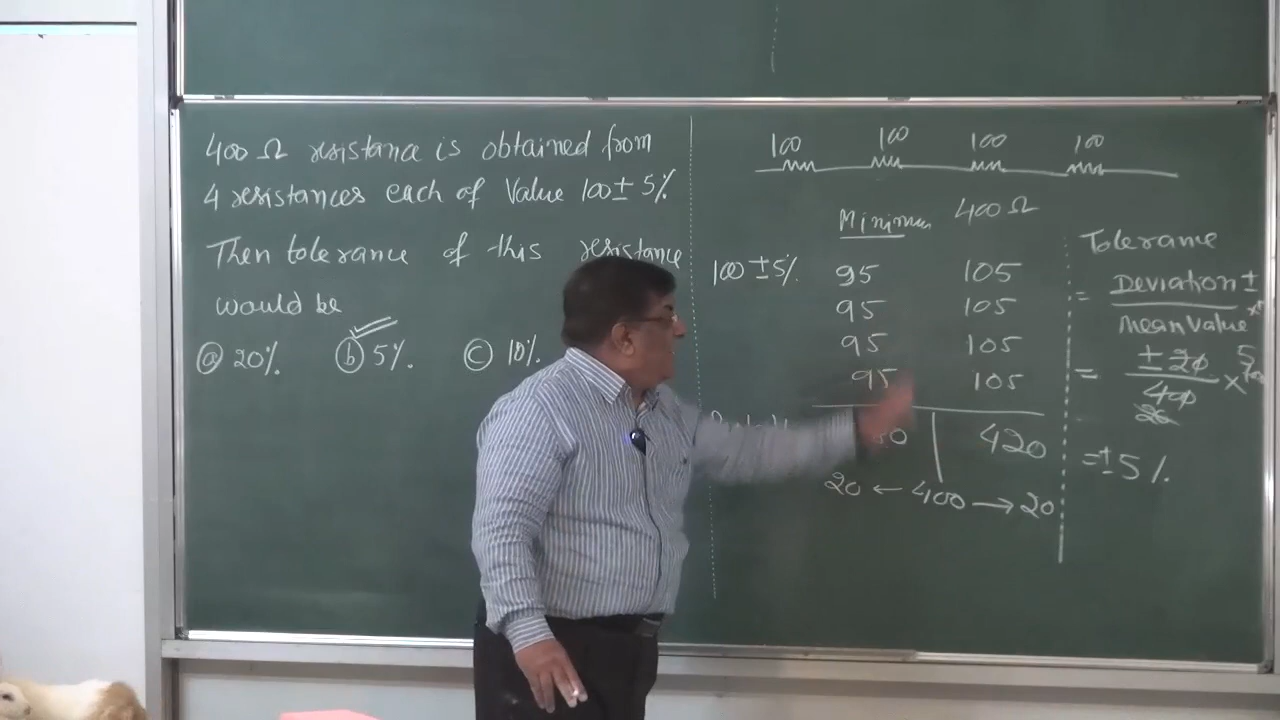 400 Ω resistance is obtained from
4 resistances each of value 100 ± 5%
Then tolerance of this resistance
would be
(a) 20%. (b) 5%. (c) 10%.
100 100 100 100
400 Ω
Minimum
100 ± 5%. 95 105
95 105
95 105
95 105
420
20 ← 400 → 20
Tolerance
= Deviation ±
Mean Value
= ± 20 × 5
400
20
= ± 5%.